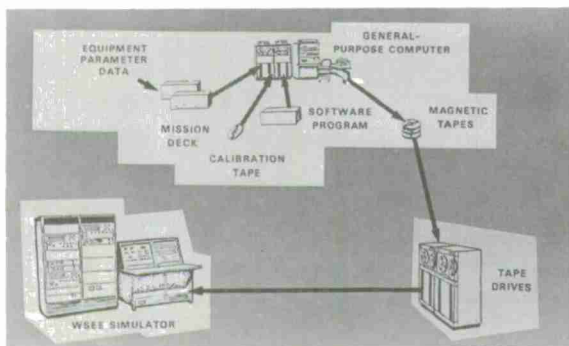 EQUIPMENT
PARAMETER
DATA
GENERAL-
PURPOSE COMPUTER
MISSION
DECK
SOFTWARE
PROGRAM
CALIBRATION
TAPE
MAGNETIC
TAPES
TAPE
DRIVES
WSEE SIMULATOR